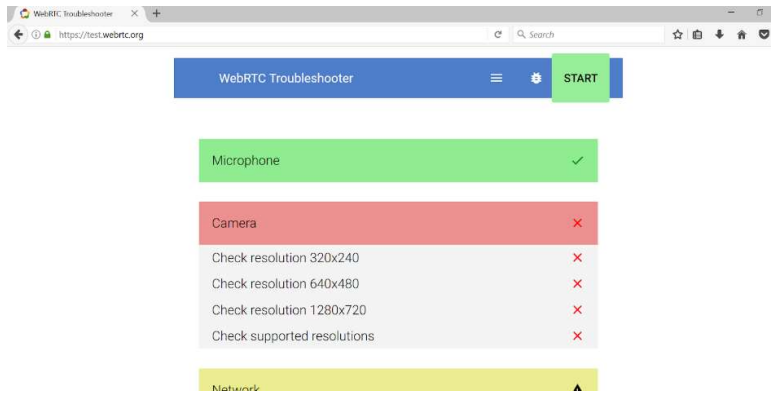 WebRTC Troubleshooter
https://test.webrtc.org
Search
WebRTC Troubleshooter
START
Microphone
Camera
Check resolution 320x240
Check resolution 640x480
Check resolution 1280x720
Check supported resolutions
Network